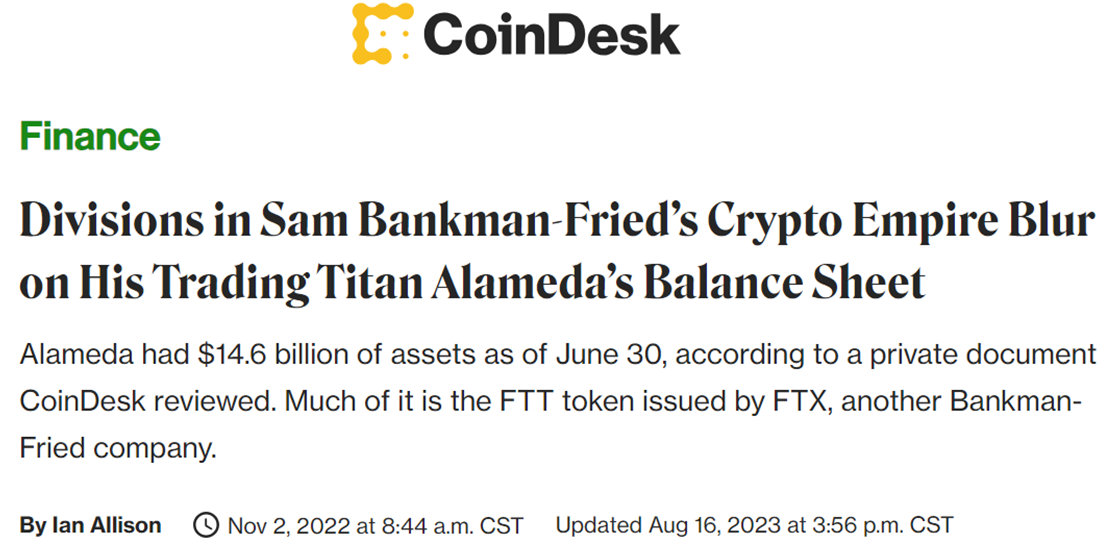 CoinDesk
Finance
Divisions in Sam Bankman-Fried’s Crypto Empire Blur
on His Trading Titan Alameda’s Balance Sheet
Alameda had $14.6 billion of assets as of June 30, according to a private document
CoinDesk reviewed. Much of it is the FTT token issued by FTX, another Bankman-
Fried company.
By Ian Allison Nov 2, 2022 at 8:44 a.m. CST Updated Aug 16, 2023 at 3:56 p.m. CST